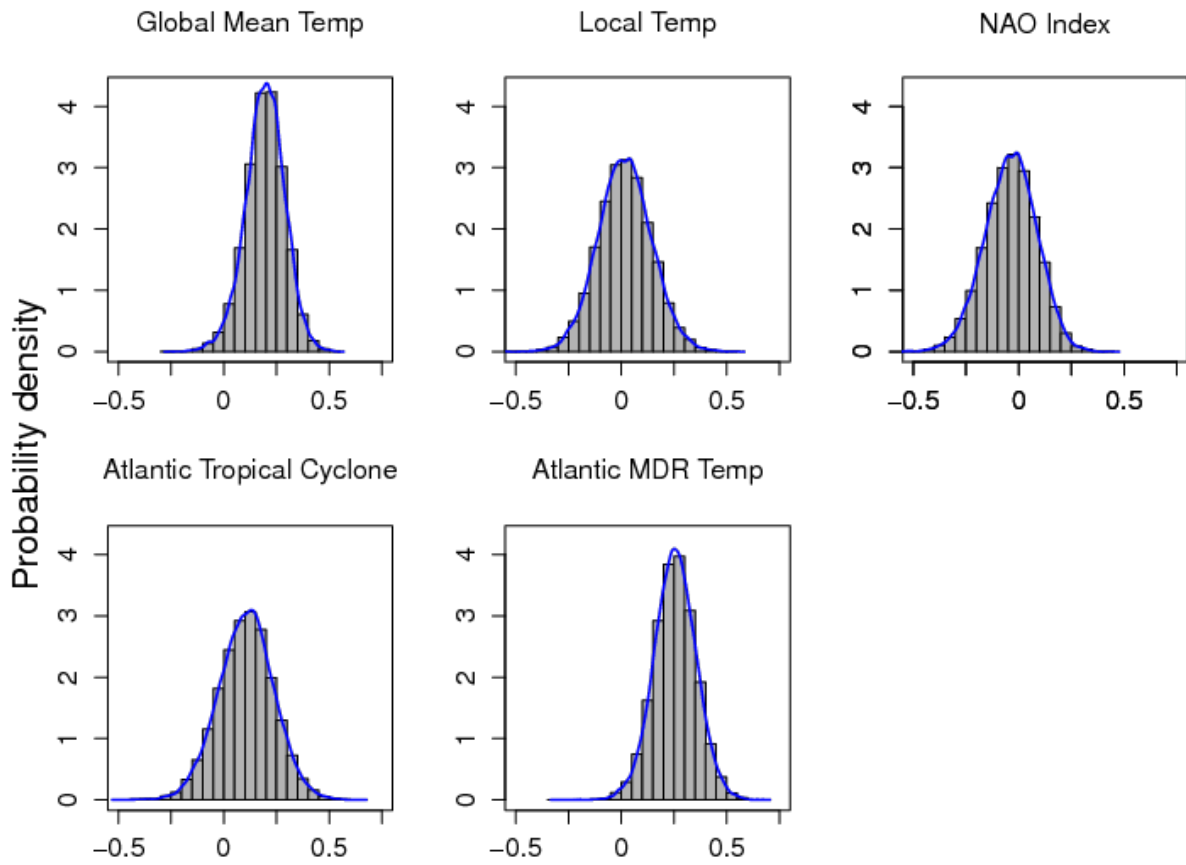 Global Mean Temp
Local Temp
NAO Index
Probability density
4
3
2
1
0
−0.5 0 0.5
4
3
2
1
0
−0.5 0 0.5
4
3
2
1
0
−0.5 0 0.5
Atlantic Tropical Cyclone
Atlantic MDR Temp
4
3
2
1
0
−0.5 0 0.5
4
3
2
1
0
−0.5 0 0.5